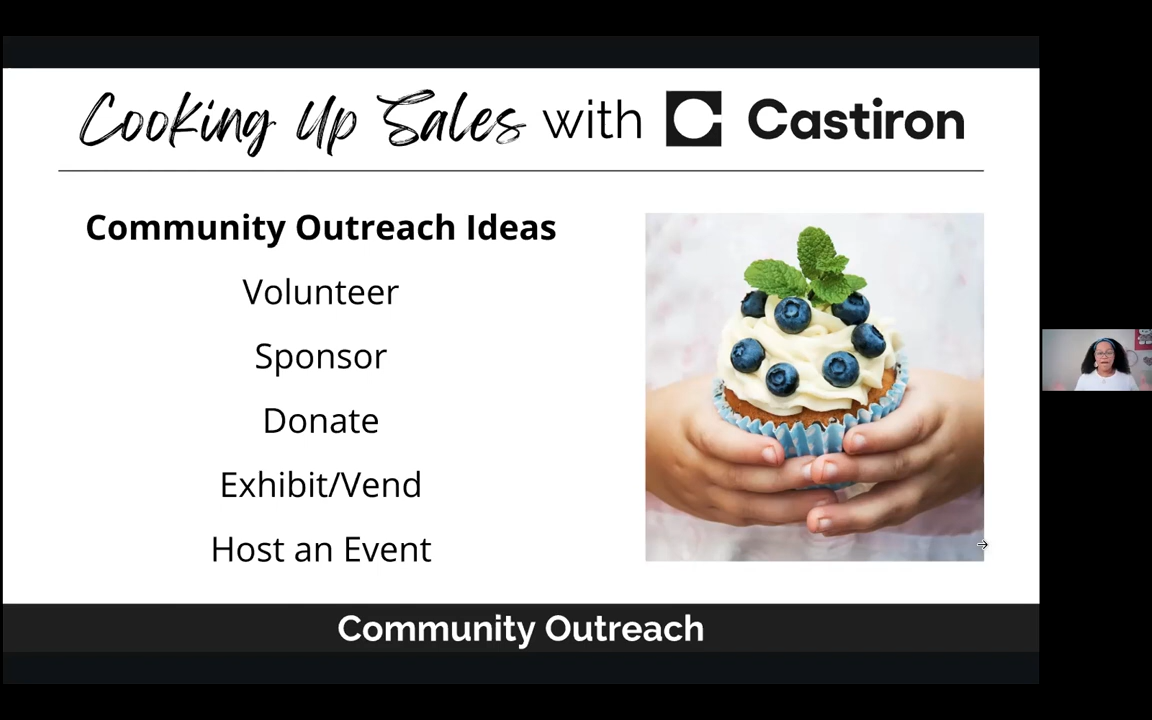 Cooking Up Sales with Castiron
Community Outreach Ideas
Volunteer
Sponsor
Donate
Exhibit/Vend
Host an Event
Community Outreach